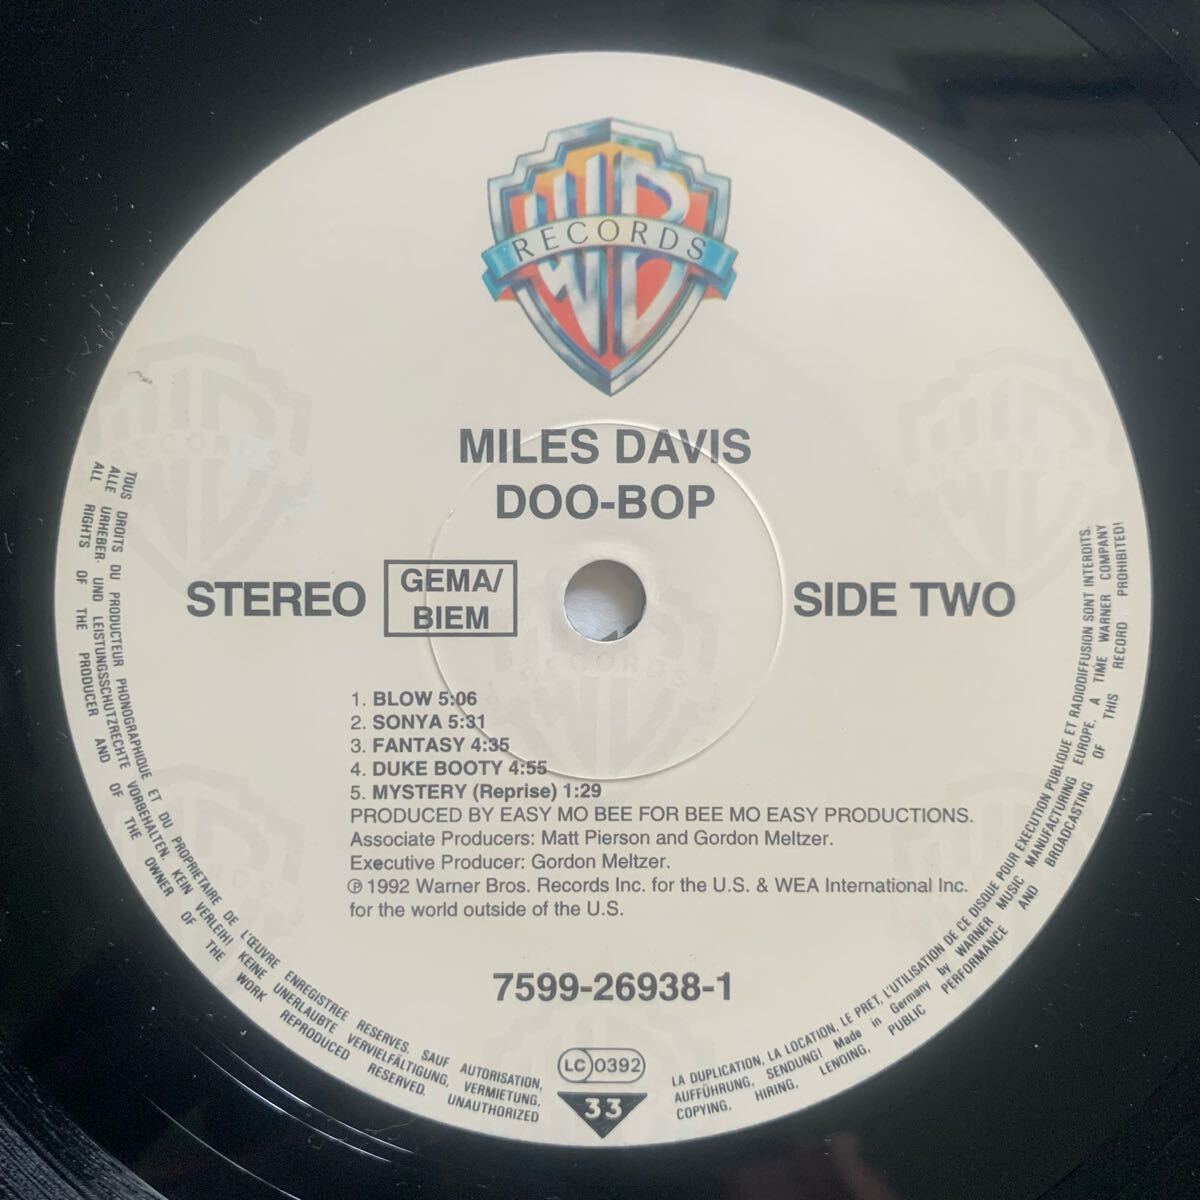 RECORDS
MILES DAVIS
DOO-BOP
STEREO
GEMA/
BIEM
SIDE TWO
1. BLOW 5:06
2. SONYA 5:31
3. FANTASY 4:35
4. DUKE BOOTY 4:55
5. MYSTERY (Reprise) 1:29
PRODUCED BY EASY MO BEE FOR BEE MO EASY PRODUCTIONS.
Associate Producers: Matt Pierson and Gordon Meltzer.
Executive Producer: Gordon Meltzer.
℗ 1992 Warner Bros. Records Inc. for the U.S. & WEA International Inc.
for the world outside of the U.S.
7599-26938-1
LC 0392
33
TOUS DROITS DU PRODUCTEUR PHONOGRAPHIQUE ET DU PROPRIETAIRE DE L'ŒUVRE ENREGISTREE RESERVES. SAUF AUTORISATION,
ALLE URHEBER- UND LEISTUNGSSCHUTZRECHTE VORBEHALTEN. KEIN VERLEIH! KEINE UNERLAUBTE VERVIELFÄLTIGUNG, VERMIETUNG,
ALL RIGHTS OF THE PRODUCER AND OF THE OWNER OF THE WORK REPRODUCED RESERVED. UNAUTHORIZED
LA DUPLICATION, LA LOCATION, LE PRET, L'UTILISATION DE CE DISQUE POUR EXECUTION PUBLIQUE ET RADIODIFFUSION SONT INTERDITS.
AUFFÜHRUNG, SENDUNG! Made in Germany by WARNER MUSIC MANUFACTURING EUROPE, A TIME WARNER COMPANY
COPYING, HIRING, LENDING, PUBLIC PERFORMANCE AND BROADCASTING OF THIS RECORD PROHIBITED!